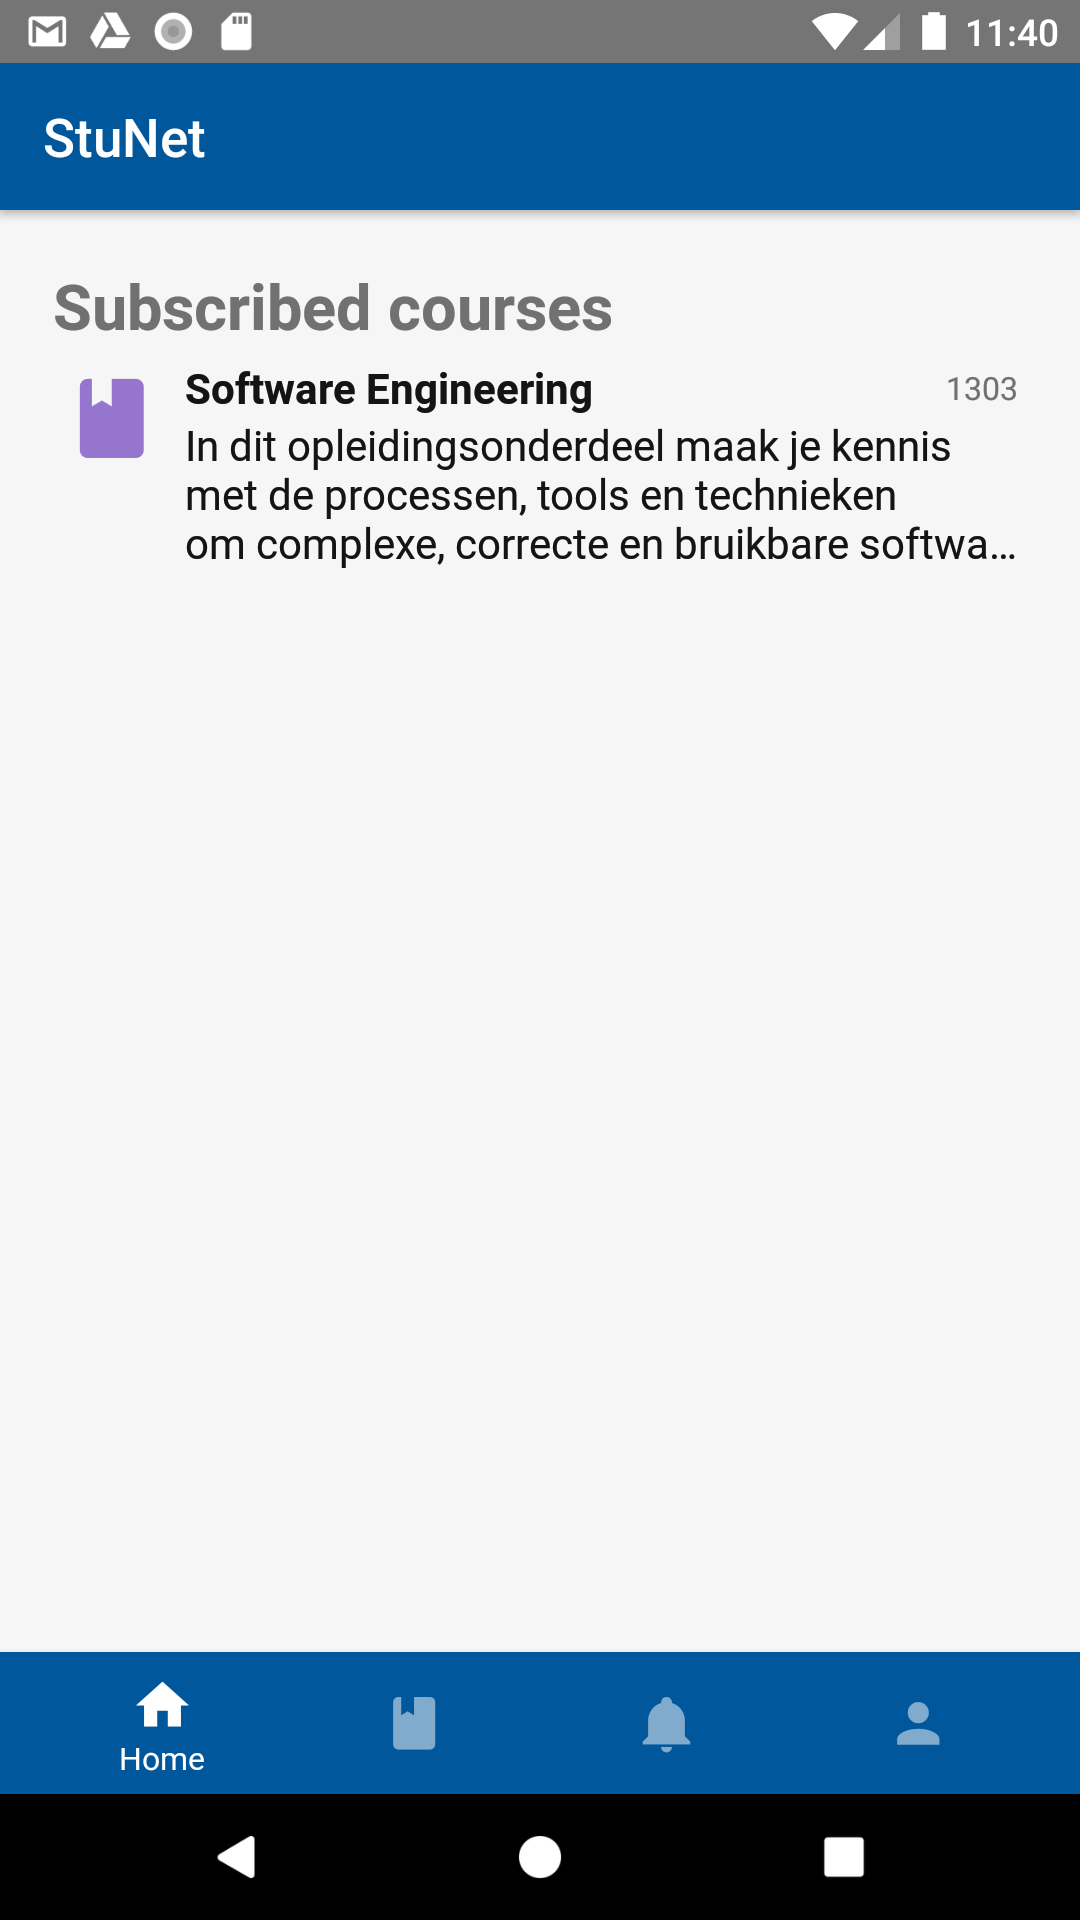 11:40
StuNet
Subscribed courses
Software Engineering
1303
In dit opleidingsonderdeel maak je kennis
met de processen, tools en technieken
om complexe, correcte en bruikbare softwa...
Home